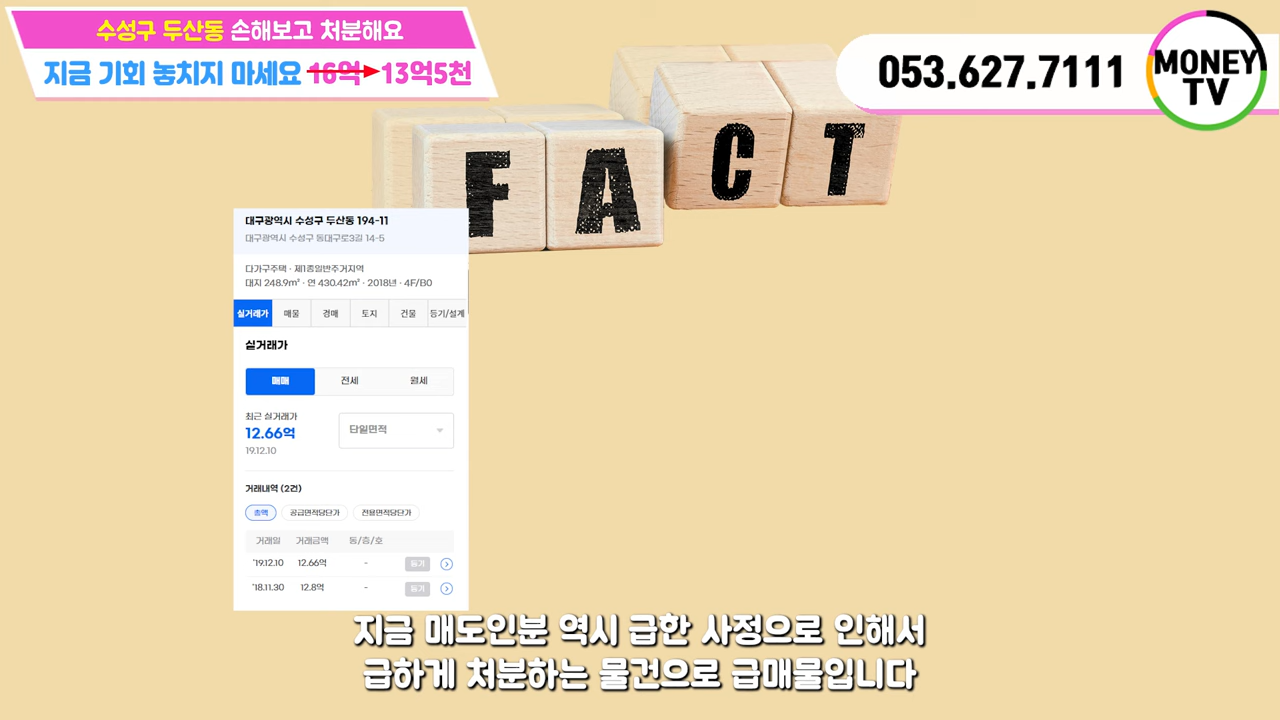 수성구 두산동 손해보고 처분해요
지금 기회 놓치지 마세요 16억 13억5천
053.627.7111
MONEY
TV
FACT
대구광역시 수성구 두산동 194-11
대구광역시 수성구 동대구로3길 14-5
다가구주택 · 제1종일반주거지역
대지 248.9m² · 연 430.42m² · 2018년 · 4F/B0
실거래가 매물 경매 토지 건물 등기/설계
실거래가
매매 전세 월세
최근 실거래가
12.66억
19.12.10
단일면적
거래내역 (2건)
총액 공급면적당단가 전용면적당단가
거래일 거래금액 동/층/호
'19.12.10 12.66억 - 등기
'18.11.30 12.8억 - 등기
지금 매도인분 역시 급한 사정으로 인해서
급하게 처분하는 물건으로 급매물입니다